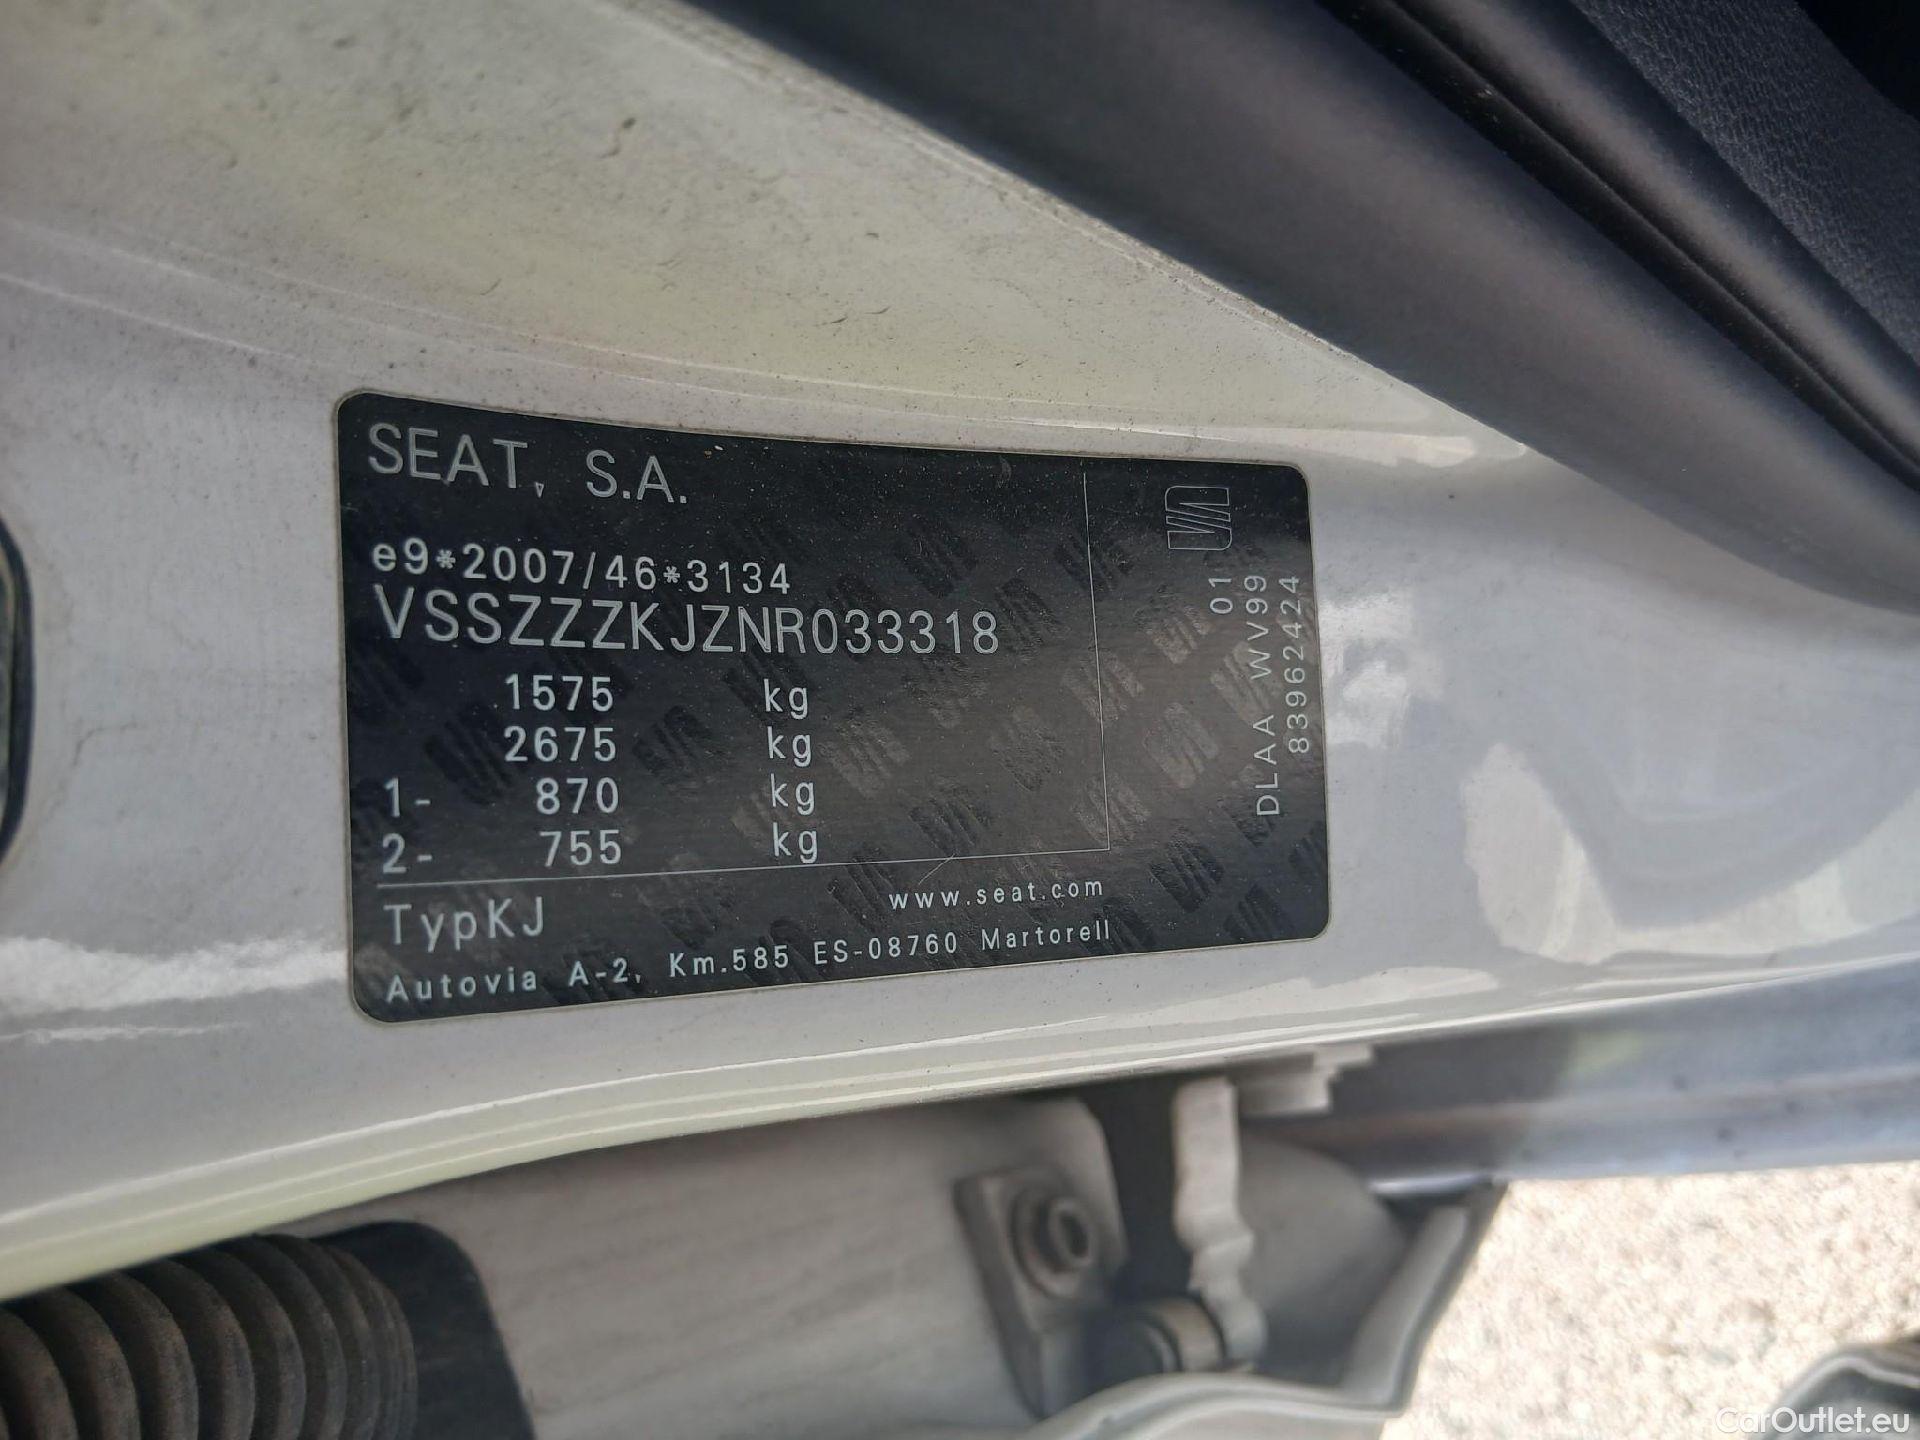 SEAT, S.A.
e9*2007/46*3134
VSSZZZKJZNR033318
1575 kg
2675 kg
1- 870 kg
2- 755 kg
TypKJ
www.seat.com
Autovia A-2, Km.585 ES-08760 Martorell
01
DLAA WV99
83962424
CarOutlet.eu